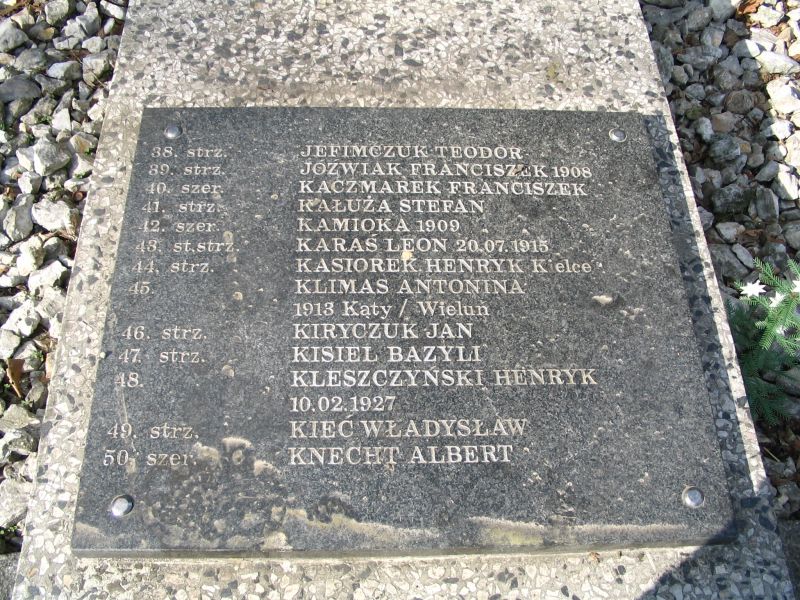 38. strz. JEFIMCZUK TEODOR
39. strz. JÓŹWIAK FRANCISZEK 1908
40. szer. KACZMAREK FRANCISZEK
41. strz. KAŁUŻA STEFAN
42. szer. KAMIOKA 1909
43. st.strz. KARAŚ LEON 20.07.1915
44. strz. KASIOREK HENRYK Kielce
45. KLIMAS ANTONINA
1913 Kąty / Wieluń
46. strz. KIRYCZUK JAN
47. strz. KISIEL BAZYLI
48. KLESZCZYŃSKI HENRYK
10.02.1927
49. strz. KIEĆ WŁADYSŁAW
50. szer. KNECHT ALBERT